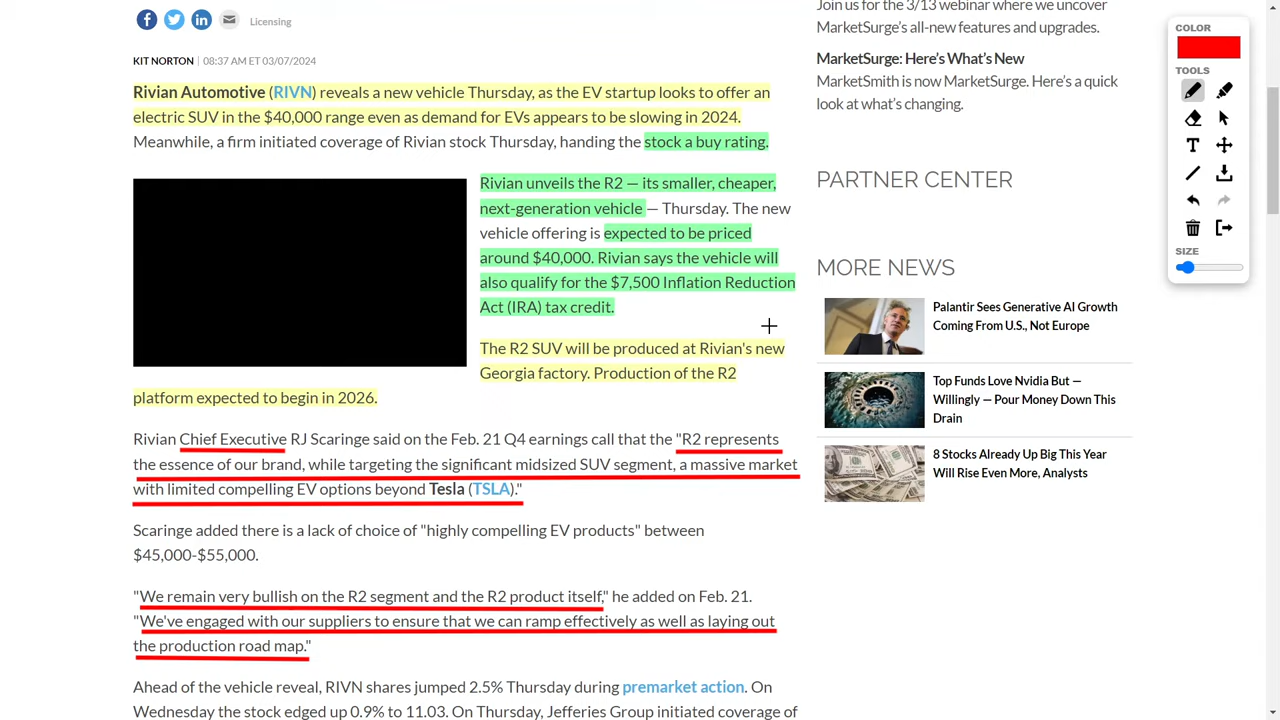 Licensing
KIT NORTON | 08:37 AM ET 03/07/2024
Rivian Automotive (RIVN) reveals a new vehicle Thursday, as the EV startup looks to offer an
electric SUV in the $40,000 range even as demand for EVs appears to be slowing in 2024.
Meanwhile, a firm initiated coverage of Rivian stock Thursday, handing the stock a buy rating.
Rivian unveils the R2 — its smaller, cheaper,
next-generation vehicle — Thursday. The new
vehicle offering is expected to be priced
around $40,000. Rivian says the vehicle will
also qualify for the $7,500 Inflation Reduction
Act (IRA) tax credit.
The R2 SUV will be produced at Rivian's new
Georgia factory. Production of the R2
platform expected to begin in 2026.
Rivian Chief Executive RJ Scaringe said on the Feb. 21 Q4 earnings call that the "R2 represents
the essence of our brand, while targeting the significant midsized SUV segment, a massive market
with limited compelling EV options beyond Tesla (TSLA)."
Scaringe added there is a lack of choice of "highly compelling EV products" between
$45,000-$55,000.
"We remain very bullish on the R2 segment and the R2 product itself," he added on Feb. 21.
"We've engaged with our suppliers to ensure that we can ramp effectively as well as laying out
the production road map."
Ahead of the vehicle reveal, RIVN shares jumped 2.5% Thursday during premarket action. On
Wednesday the stock edged up 0.9% to 11.03. On Thursday, Jefferies Group initiated coverage of
Join us for the 3/13 webinar where we uncover
MarketSurge's all-new features and upgrades.
MarketSurge: Here's What's New
MarketSmith is now MarketSurge. Here's a quick
look at what's changing.
PARTNER CENTER
MORE NEWS
Palantir Sees Generative AI Growth
Coming From U.S., Not Europe
Top Funds Love Nvidia But —
Willingly — Pour Money Down This
Drain
8 Stocks Already Up Big This Year
Will Rise Even More, Analysts
COLOR
TOOLS
SIZE